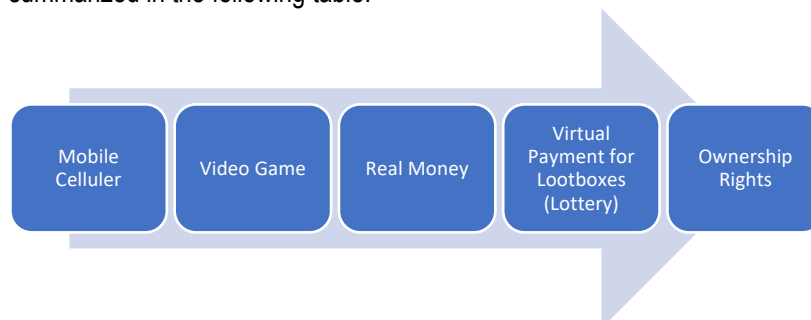 summarized in the following table:
Mobile
Celluler
Video Game
Real Money
Virtual
Payment for
Lootboxes
(Lottery)
Ownership
Rights